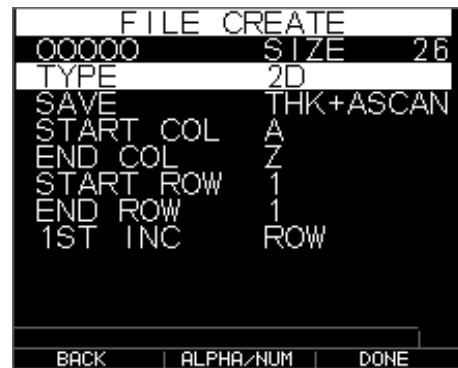 FILE CREATE
00000 SIZE 26
TYPE 2D
SAVE THK+ASCAN
START COL A
END COL Z
START ROW 1
END ROW 1
1ST INC ROW
BACK | ALPHA/NUM | DONE